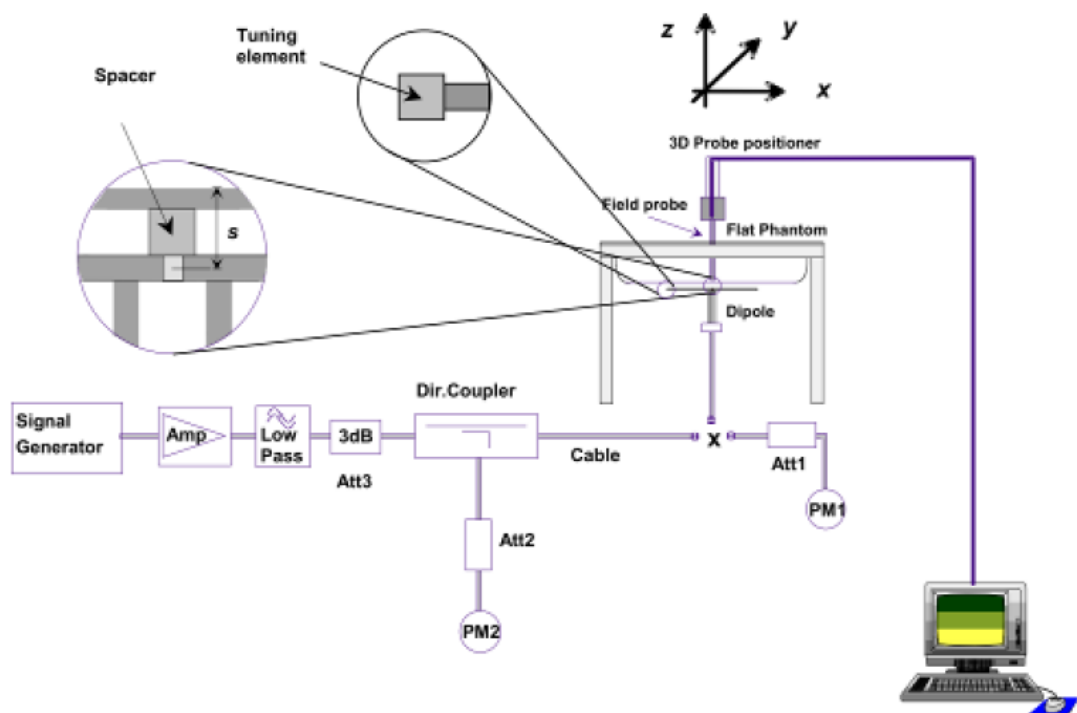 Tuning
element
Spacer
s
z
y
x
3D Probe positioner
Field probe
Flat Phantom
Dipole
Dir.Coupler
Signal
Generator
Amp
Low
Pass
3dB
Att3
Cable
x
Att1
PM1
Att2
PM2